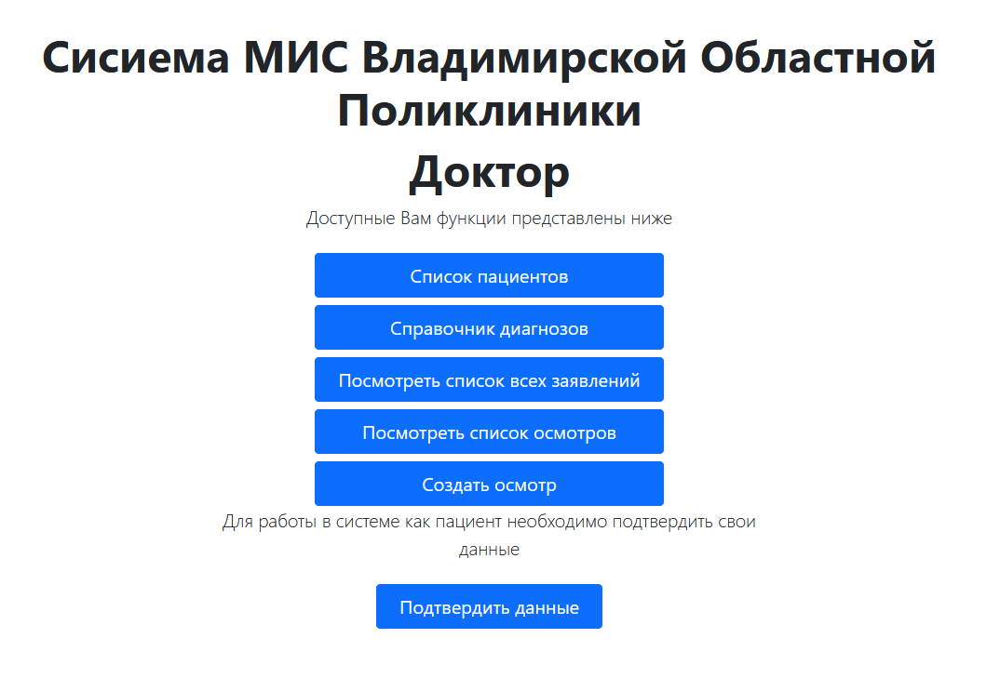 Сисиема МИС Владимирской Областной
Поликлиники
Доктор
Доступные Вам функции представлены ниже
Список пациентов
Справочник диагнозов
Посмотреть список всех заявлений
Посмотреть список осмотров
Создать осмотр
Для работы в системе как пациент необходимо подтвердить свои
данные
Подтвердить данные